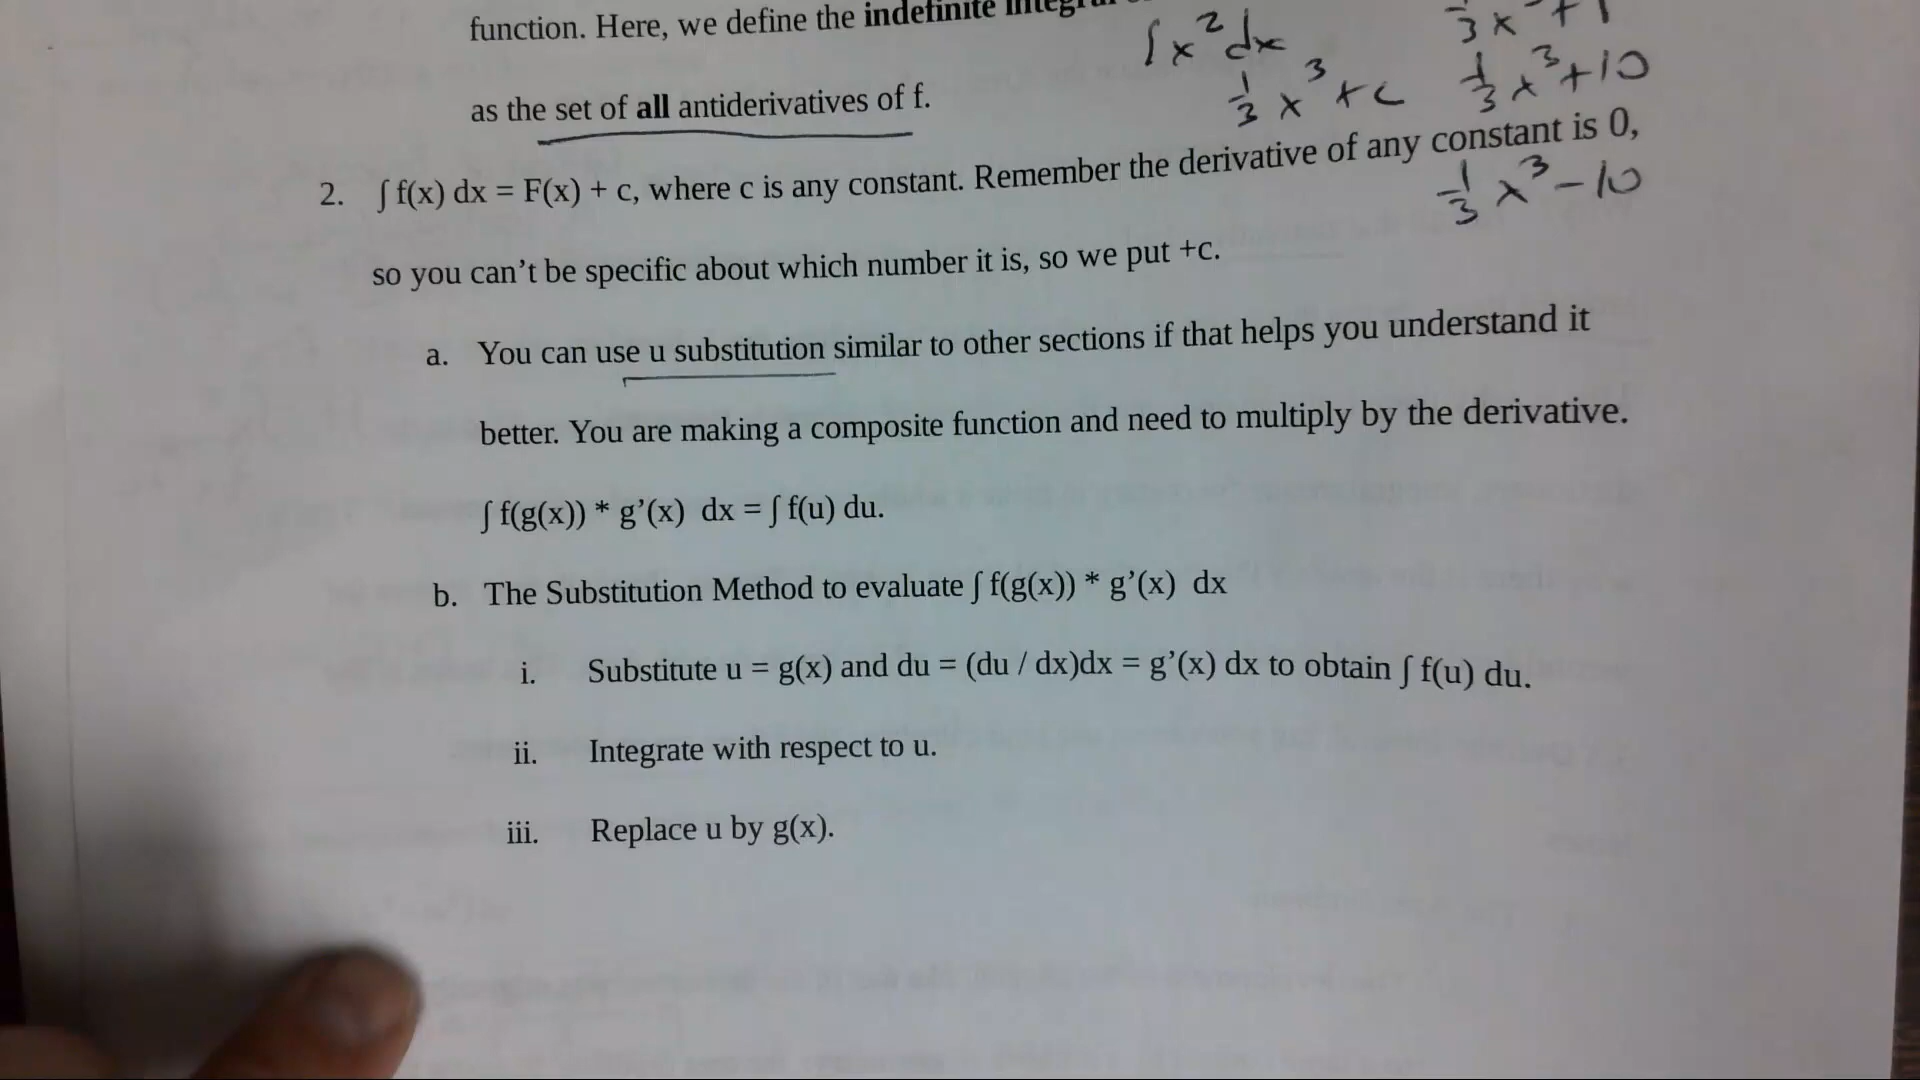 function. Here, we define the indefinite
∫x²dx
as the set of all antiderivatives of f.
1/3 x³ + c
1/3 x³ + 10
2. ∫ f(x) dx = F(x) + c, where c is any constant. Remember the derivative of any constant is 0,
1/3 x³ - 10
so you can’t be specific about which number it is, so we put +c.
a. You can use u substitution similar to other sections if that helps you understand it
better. You are making a composite function and need to multiply by the derivative.
∫ f(g(x)) * g’(x) dx = ∫ f(u) du.
b. The Substitution Method to evaluate ∫ f(g(x)) * g’(x) dx
i. Substitute u = g(x) and du = (du / dx)dx = g’(x) dx to obtain ∫ f(u) du.
ii. Integrate with respect to u.
iii. Replace u by g(x).